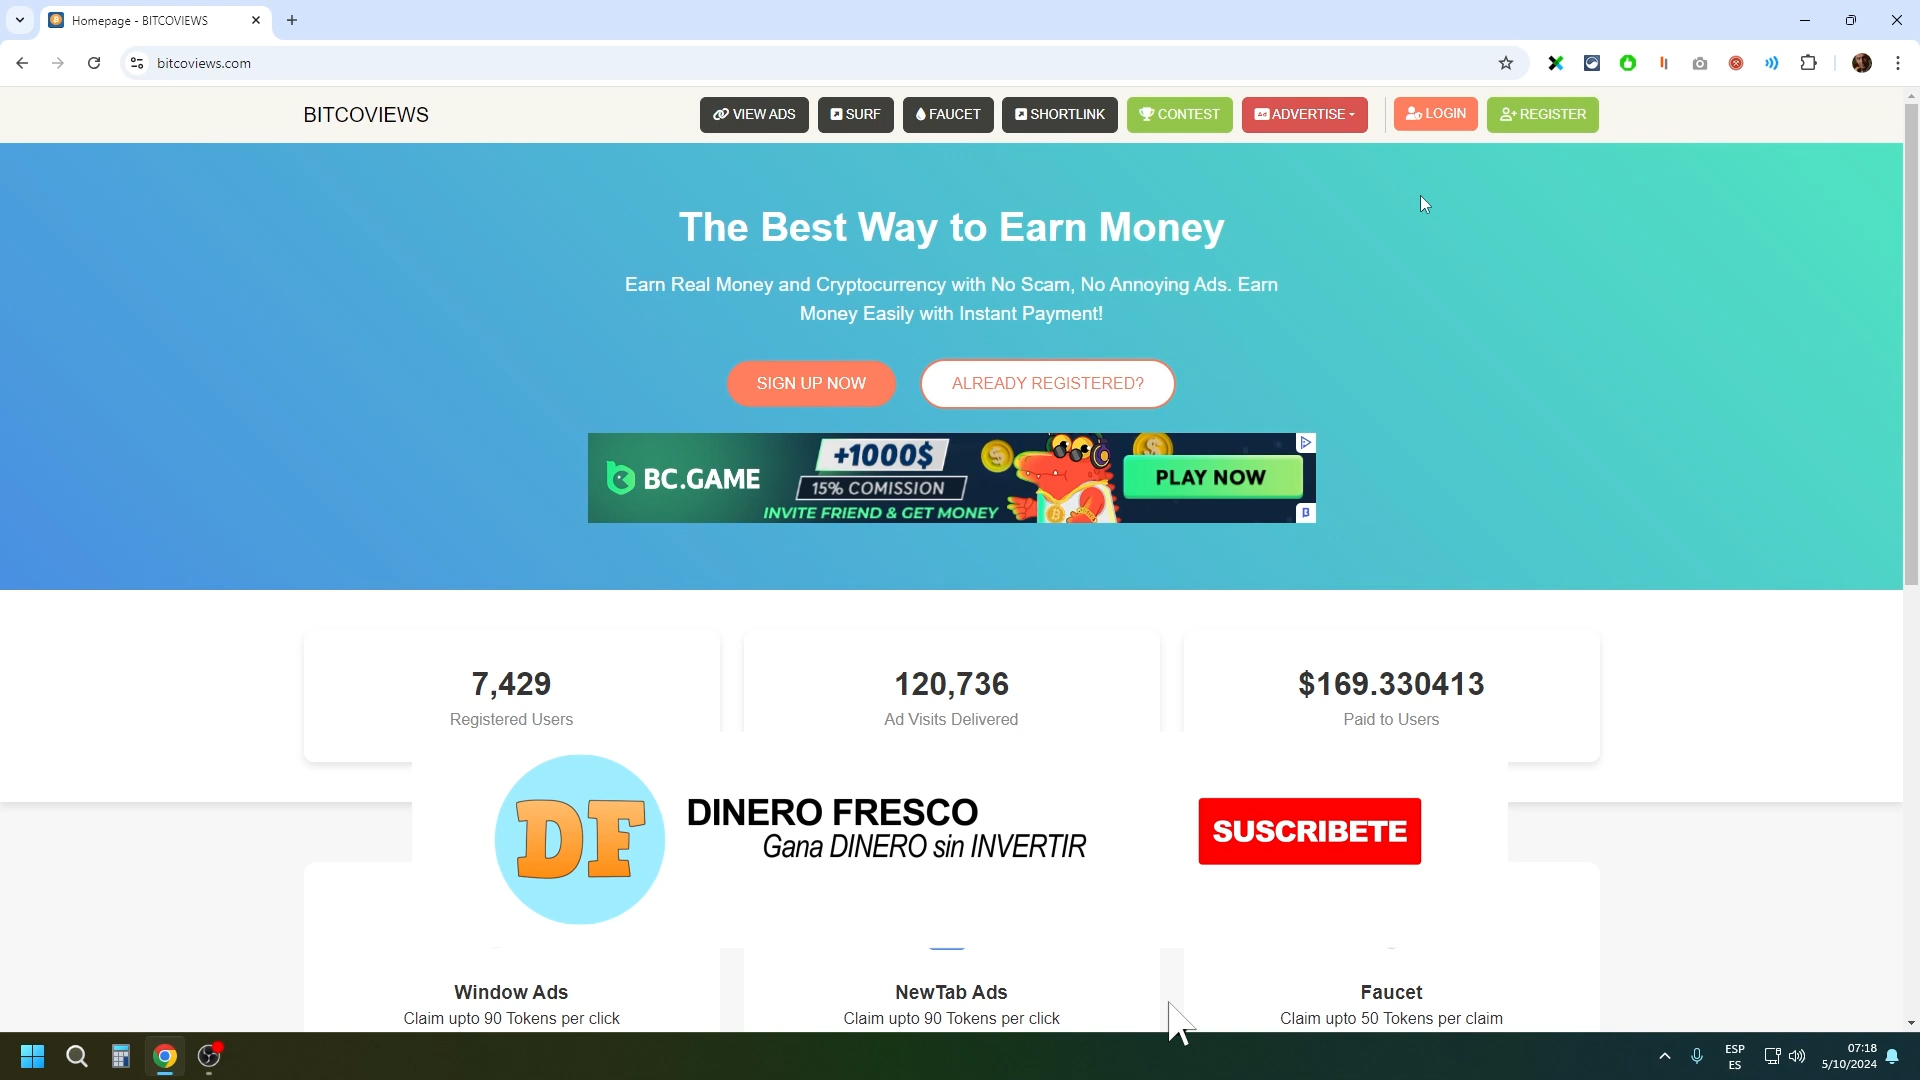 Homepage - BITCOVIEWS
bitcoviews.com
BITCOVIEWS
VIEW ADS
SURF
FAUCET
SHORTLINK
CONTEST
Ad ADVERTISE
LOGIN
REGISTER
The Best Way to Earn Money
Earn Real Money and Cryptocurrency with No Scam, No Annoying Ads. Earn
Money Easily with Instant Payment!
SIGN UP NOW
ALREADY REGISTERED?
BC.GAME
+1000$
15% COMISSION
INVITE FRIEND & GET MONEY
PLAY NOW
7,429
Registered Users
120,736
Ad Visits Delivered
$169.330413
Paid to Users
DF
DINERO FRESCO
Gana DINERO sin INVERTIR
SUSCRIBETE
Window Ads
Claim upto 90 Tokens per click
NewTab Ads
Claim upto 90 Tokens per click
Faucet
Claim upto 50 Tokens per claim
ESP
ES
07:18
5/10/2024